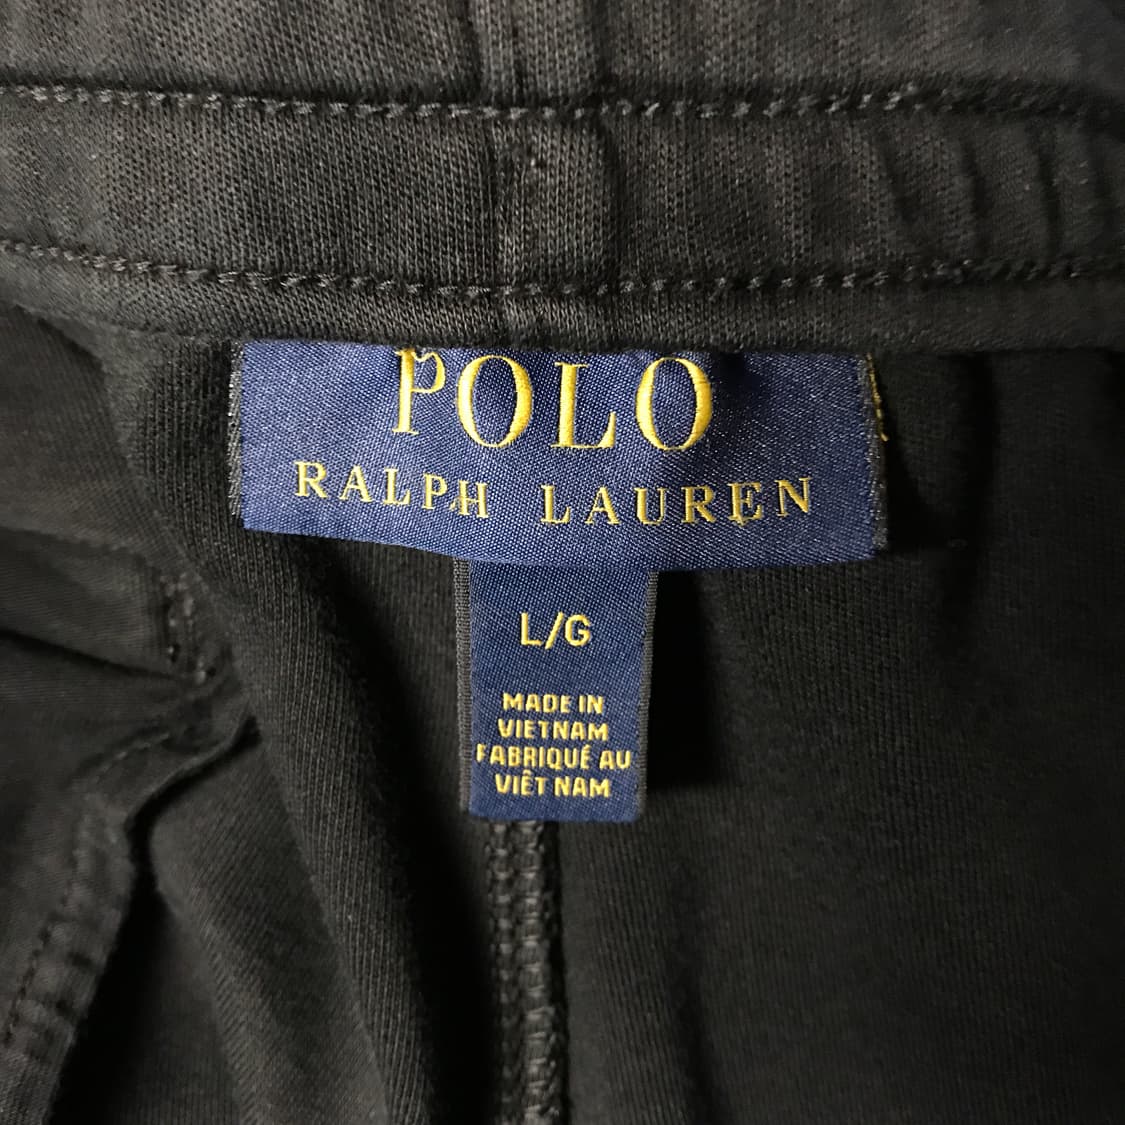 POLO
RALPH LAUREN
L/G
MADE IN
VIETNAM
FABRIQUÉ AU
VIÊT NAM